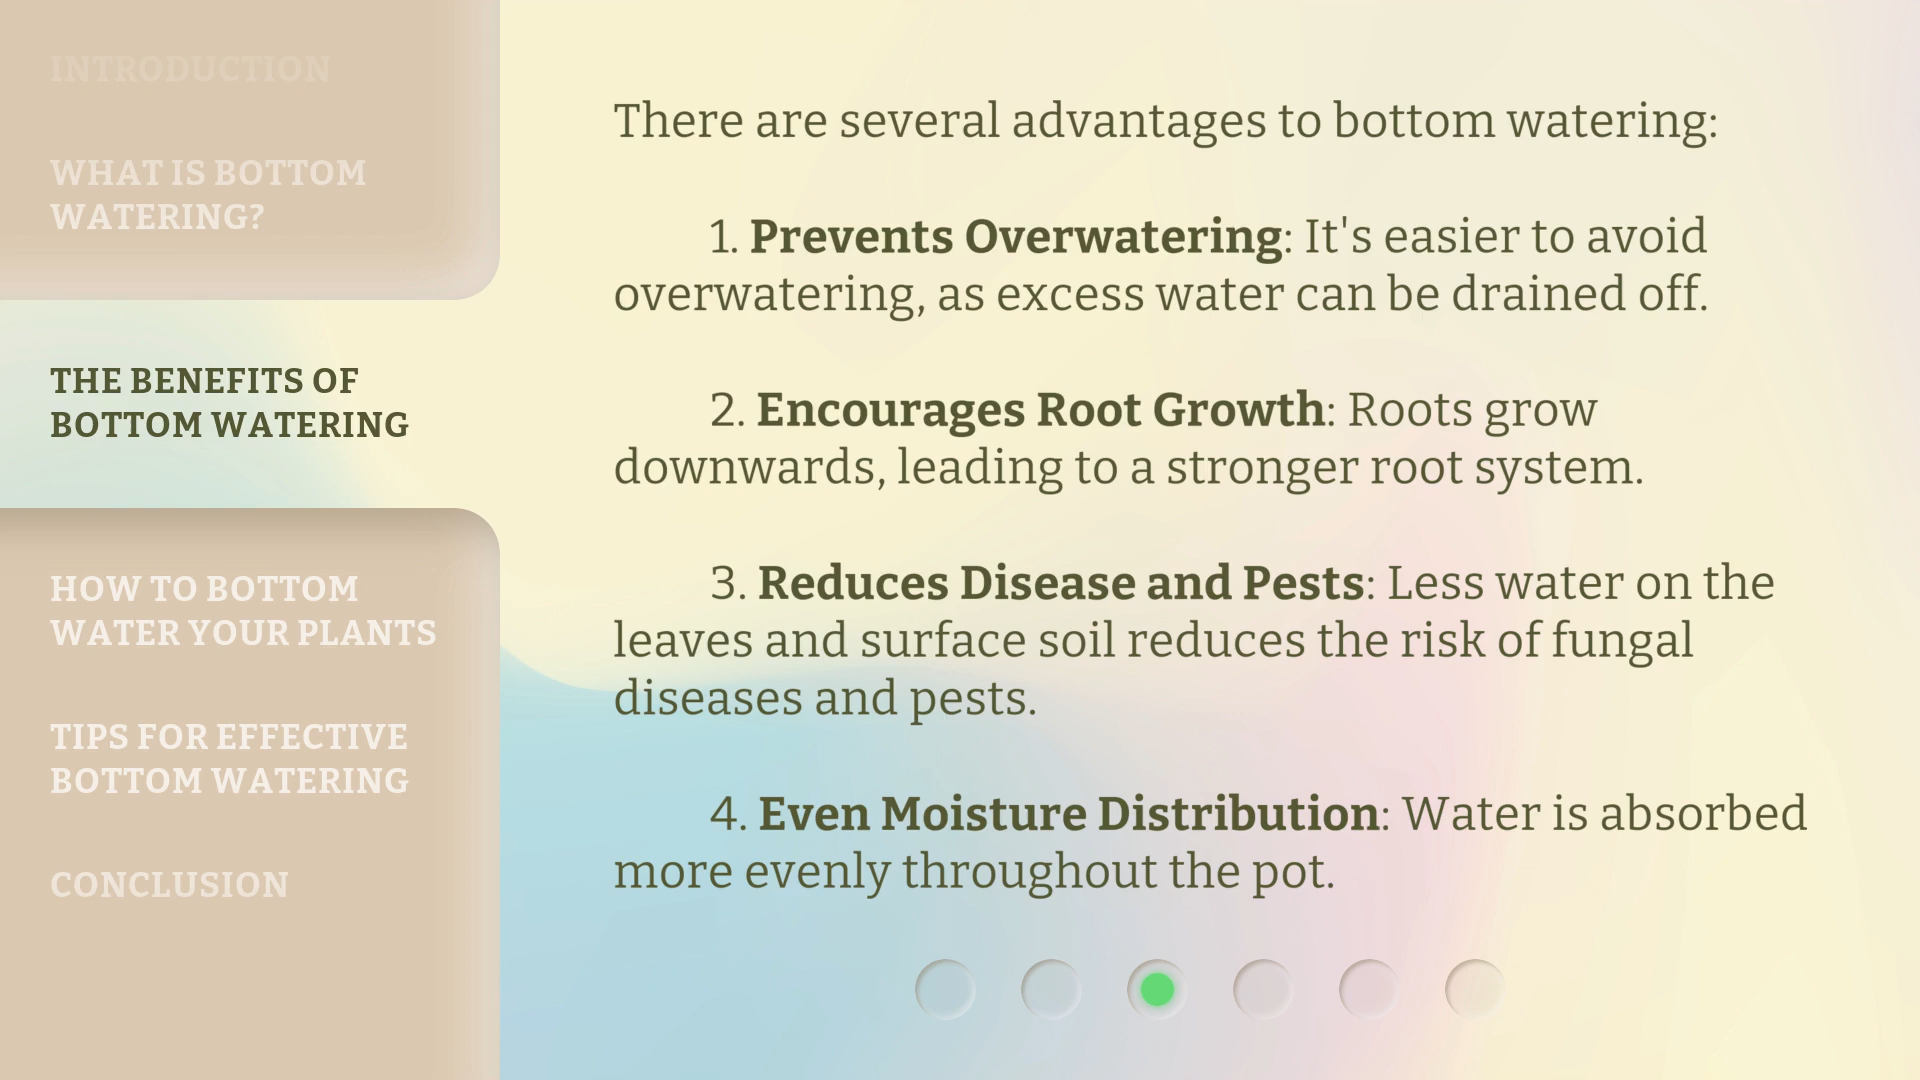 INTRODUCTION
WHAT IS BOTTOM
WATERING?
THE BENEFITS OF
BOTTOM WATERING
HOW TO BOTTOM
WATER YOUR PLANTS
TIPS FOR EFFECTIVE
BOTTOM WATERING
CONCLUSION
There are several advantages to bottom watering:
1. Prevents Overwatering: It's easier to avoid
overwatering, as excess water can be drained off.
2. Encourages Root Growth: Roots grow
downwards, leading to a stronger root system.
3. Reduces Disease and Pests: Less water on the
leaves and surface soil reduces the risk of fungal
diseases and pests.
4. Even Moisture Distribution: Water is absorbed
more evenly throughout the pot.